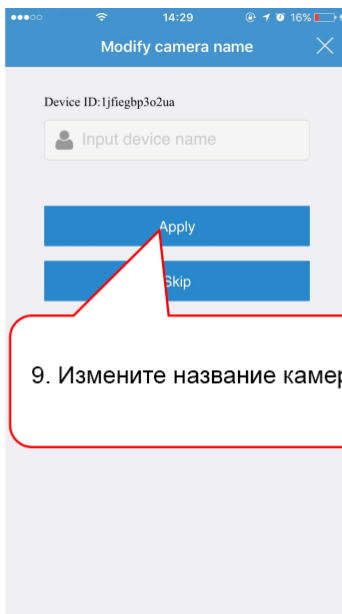 14:29
16%
Modify camera name
Device ID:1jfiegbp3o2ua
Input device name
Apply
Skip
9. Измените название камер